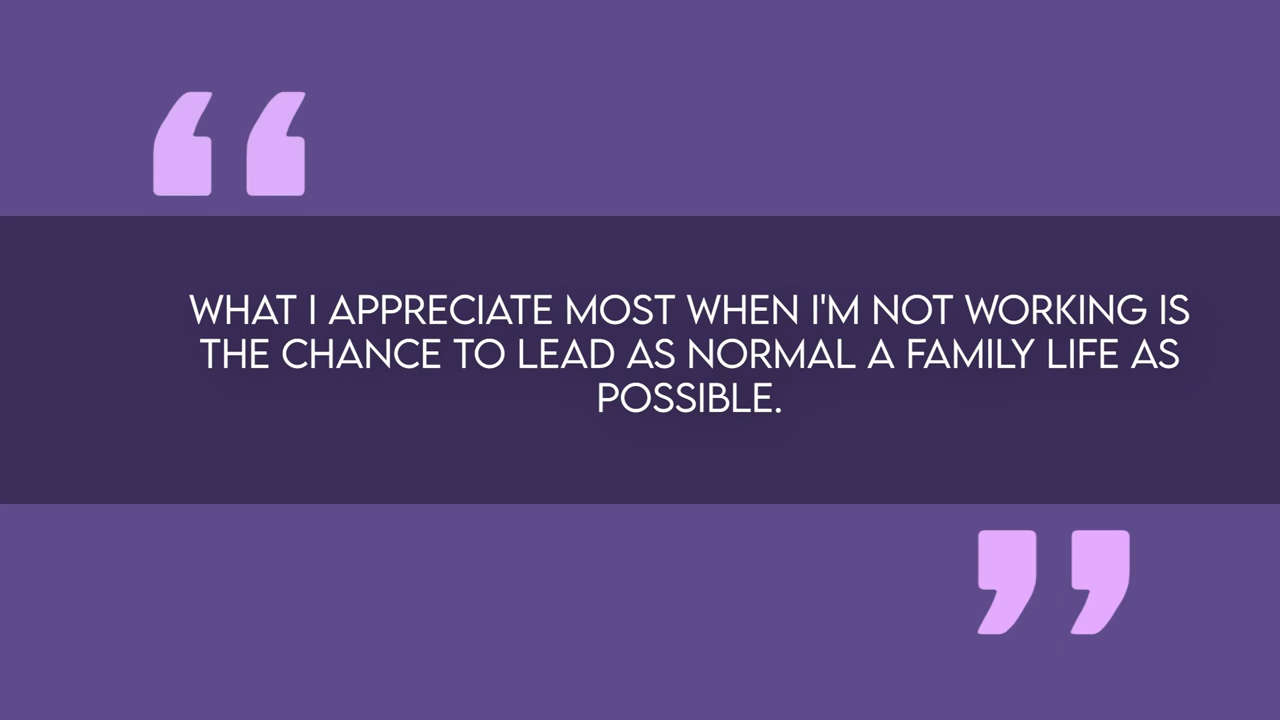 “
WHAT I APPRECIATE MOST WHEN I'M NOT WORKING IS
THE CHANCE TO LEAD AS NORMAL A FAMILY LIFE AS
POSSIBLE.
”